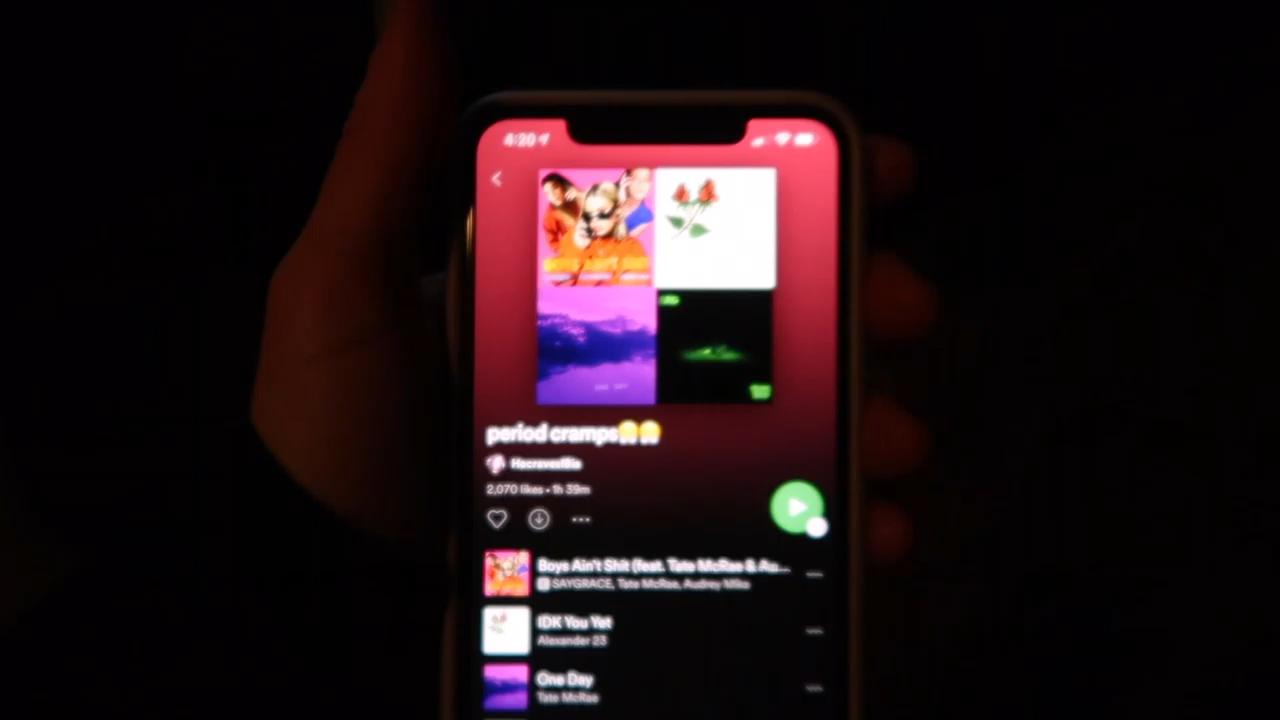 4:20
period cramps
2,070 likes • 1h 39m
Boys Ain't Shit (feat. Tate McRae & Au...
SAYGRACE, Tate McRae, Audrey Mika
IDK You Yet
Alexander 23
One Day
Tate McRae